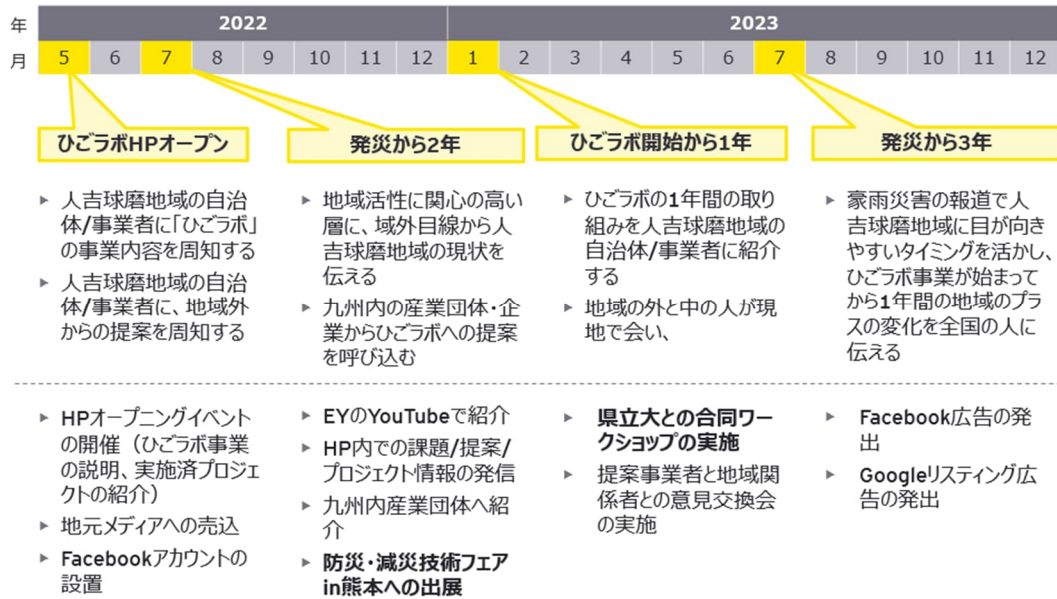 年 2022 2023
月 5 6 7 8 9 10 11 12 1 2 3 4 5 6 7 8 9 10 11 12
ひごラボHPオープン
発災から2年
ひごラボ開始から1年
発災から3年
▶ 人吉球磨地域の自治
体/事業者に「ひごラボ」
の事業内容を周知する
▶ 人吉球磨地域の自治
体/事業者に、地域外
からの提案を周知する
▶ 地域活性に関心の高い
層に、域外目線から人
吉球磨地域の現状を
伝える
▶ 九州内の産業団体・企
業からひごラボへの提案
を呼び込む
▶ ひごラボの1年間の取り
組みを人吉球磨地域の
自治体/事業者に紹介
する
▶ 地域の外と中の人が現
地で会い、
▶ 豪雨災害の報道で人
吉球磨地域に目が向き
やすいタイミングを活かし、
ひごラボ事業が始まって
から1年間の地域のプラ
スの変化を全国の人に
伝える
▶ HPオープニングイベント
の開催（ひごラボ事業
の説明、実施済プロジェ
クトの紹介）
▶ 地元メディアへの売込
▶ Facebookアカウントの
設置
▶ EYのYouTubeで紹介
▶ HP内での課題/提案/
プロジェクト情報の発信
▶ 九州内産業団体へ紹
介
▶ 防災・減災技術フェア
in熊本への出展
▶ 県立大との合同ワー
クショップの実施
▶ 提案事業者と地域関
係者との意見交換会
の実施
▶ Facebook広告の発
出
▶ Googleリスティング広
告の発出